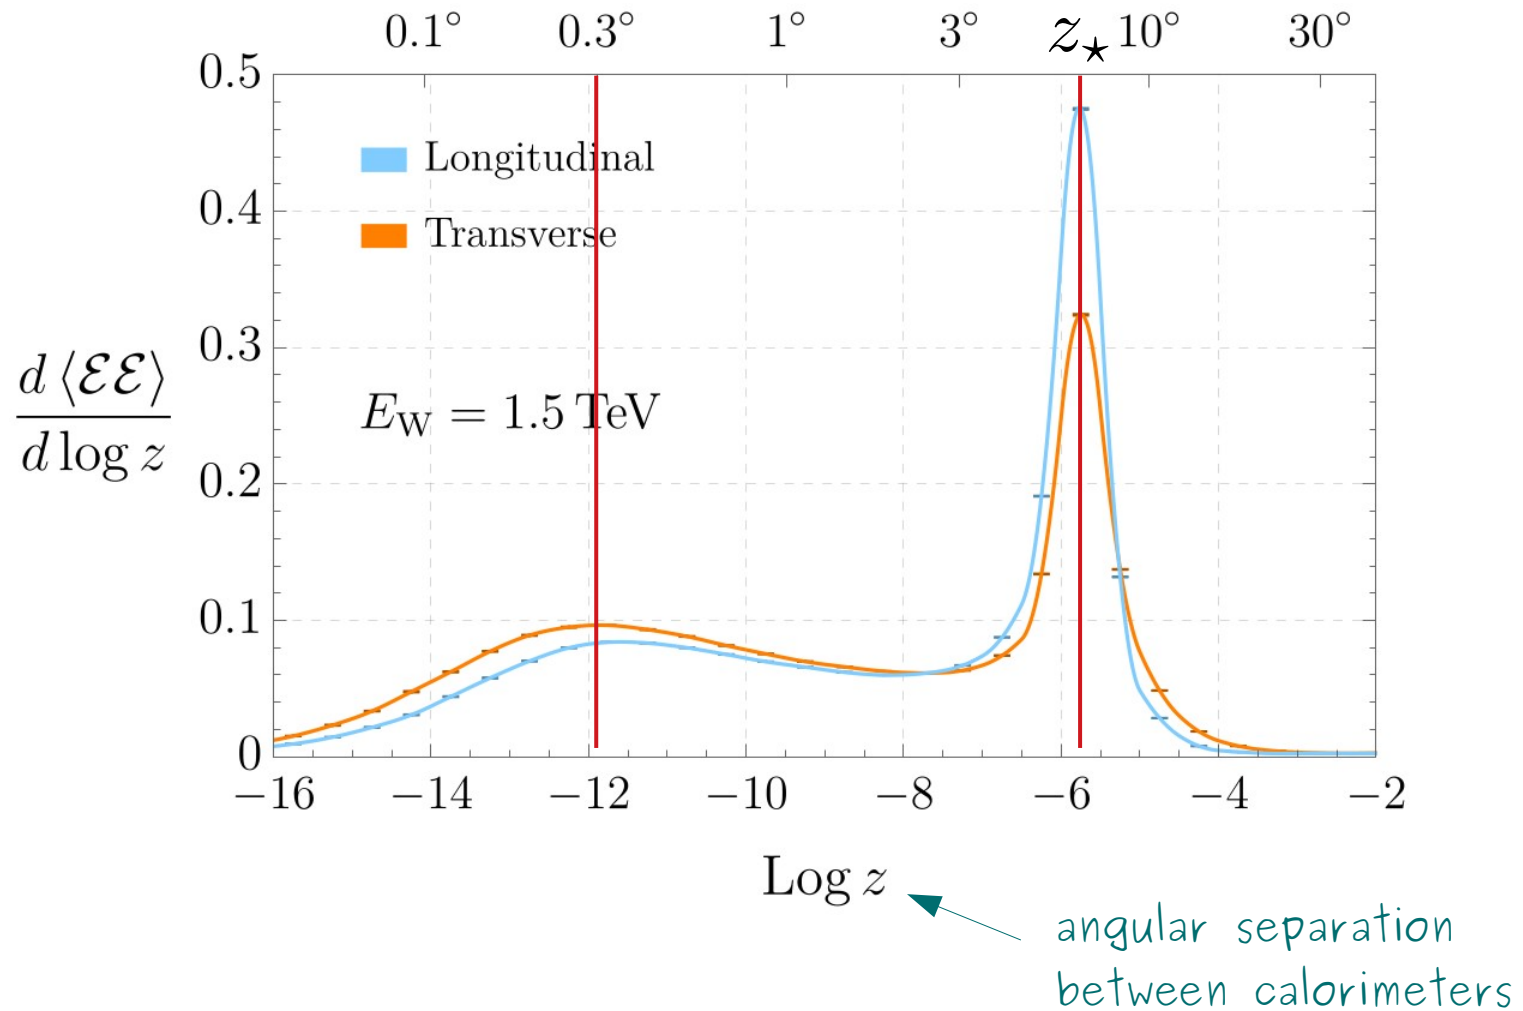 0.1° 0.3° 1° 3° z⋆ 10° 30°
0.5
Longitudinal
0.4
Transverse
0.3
d ⟨ℰℰ⟩
d log z
E_W = 1.5 TeV
0.2
0.1
0
−16 −14 −12 −10 −8 −6 −4 −2
Log z
angular separation
between calorimeters